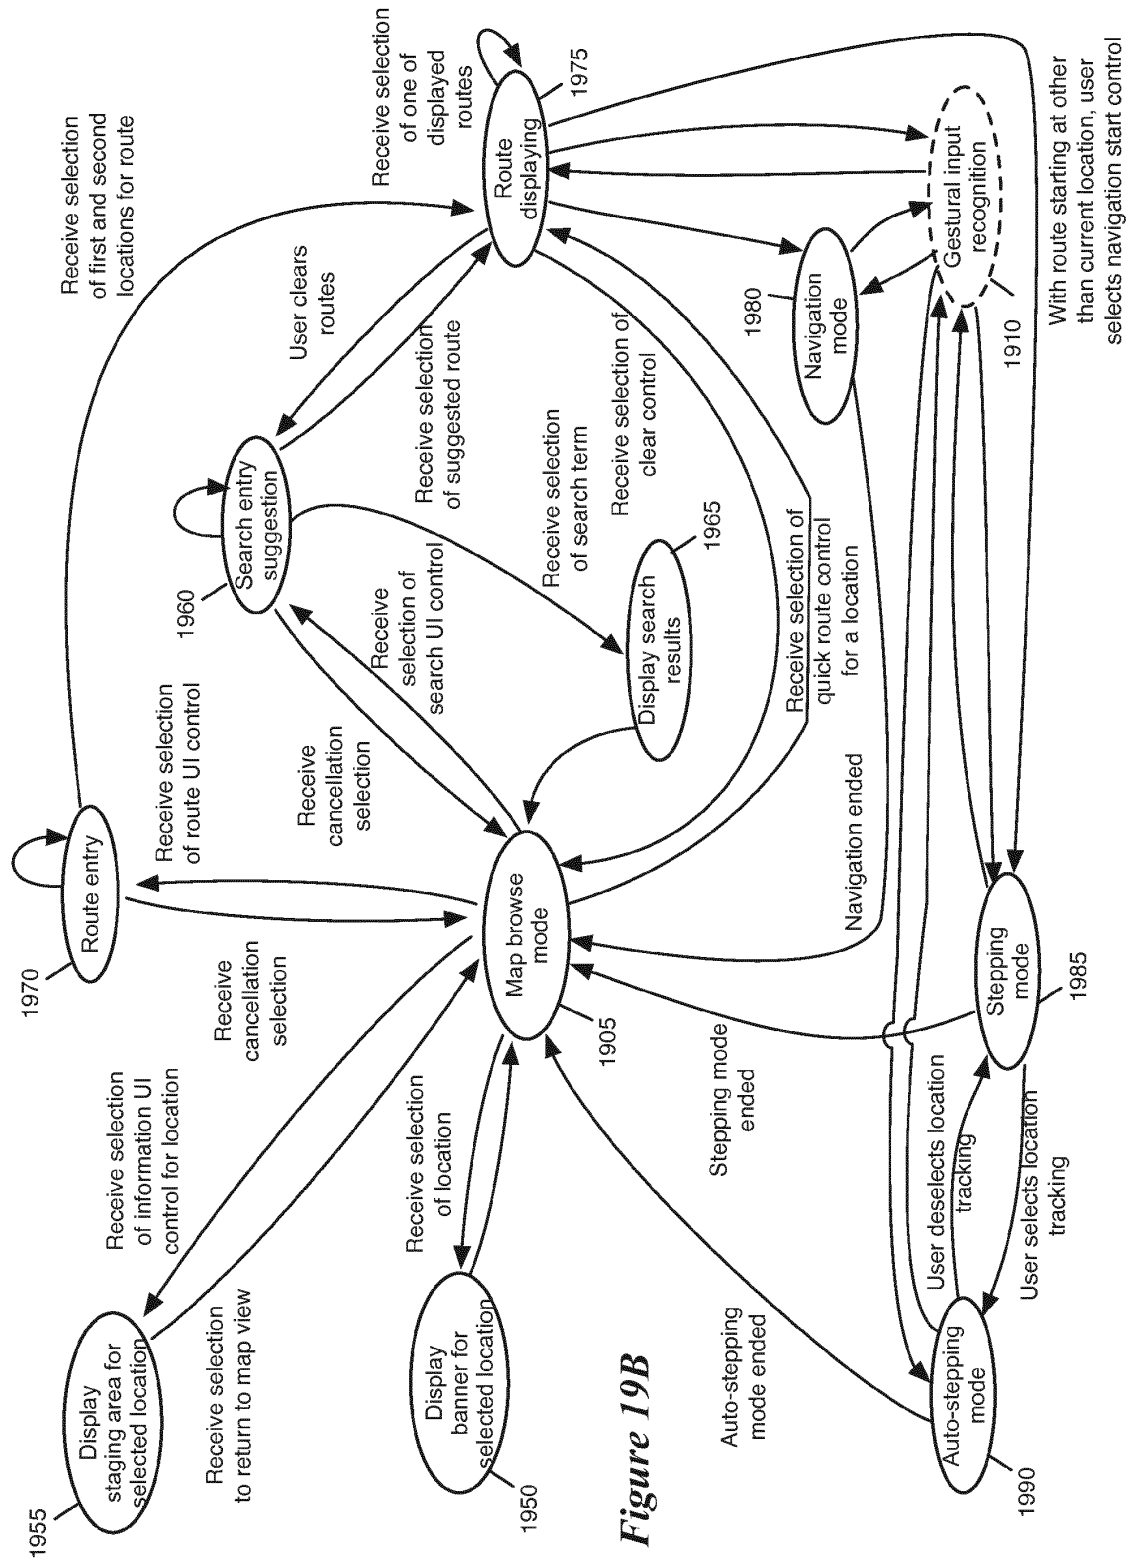 1955
Display
staging area for
selected location
Receive selection
of information UI
control for location
Receive selection
to return to map view
1970
Route entry
Receive
cancellation
selection
Receive selection
of route UI control
Receive selection
of first and second
locations for route
1960
Search entry
suggestion
User clears
routes
Receive
cancellation
selection
Receive
selection of
search UI control
Receive selection
of suggested route
Receive selection
of one of
displayed
routes
1975
Route
displaying
1950
Display
banner for
selected location
Receive selection
of location
Map browse
mode
1905
Display search
results
1965
Receive selection
of search term
Receive selection of
clear control
Receive selection of
quick route control
for a location
1980
Navigation
mode
Navigation ended
Stepping mode
ended
Auto-stepping
mode ended
Gestural input
recognition
1910
With route starting at other
than current location, user
selects navigation start control
Stepping
mode
1985
User deselects location
tracking
User selects location
tracking
Auto-stepping
mode
1990
Figure 19B